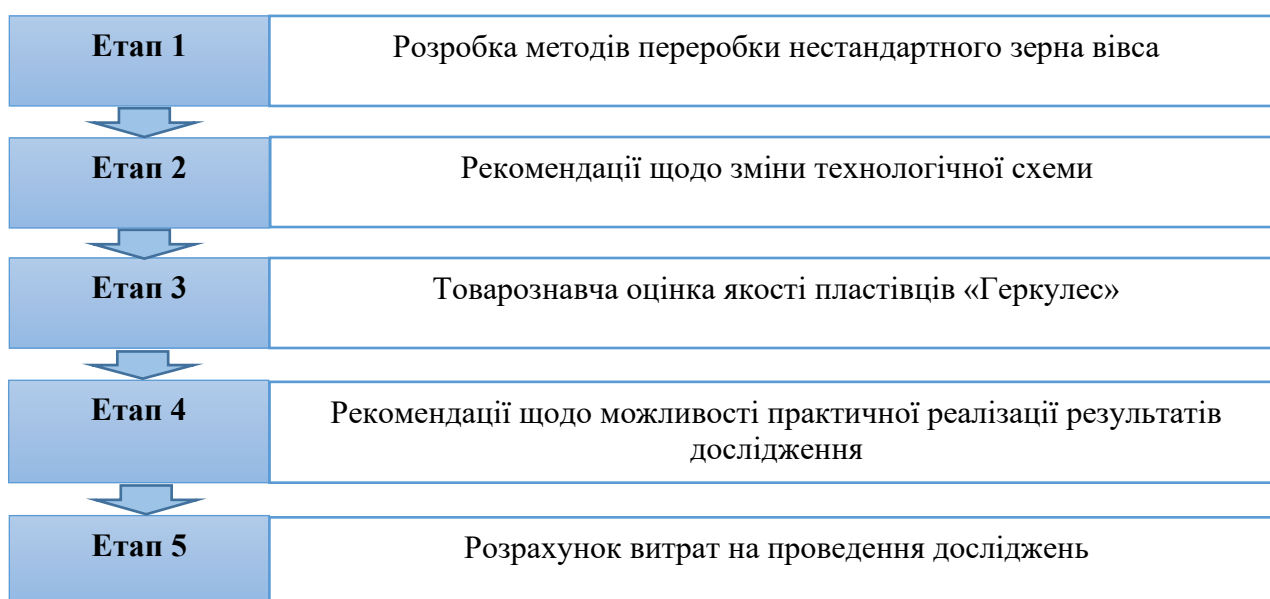 Етап 1
Розробка методів переробки нестандартного зерна вівса
Етап 2
Рекомендації щодо зміни технологічної схеми
Етап 3
Товарознавча оцінка якості пластівців «Геркулес»
Етап 4
Рекомендації щодо можливості практичної реалізації результатів
дослідження
Етап 5
Розрахунок витрат на проведення досліджень